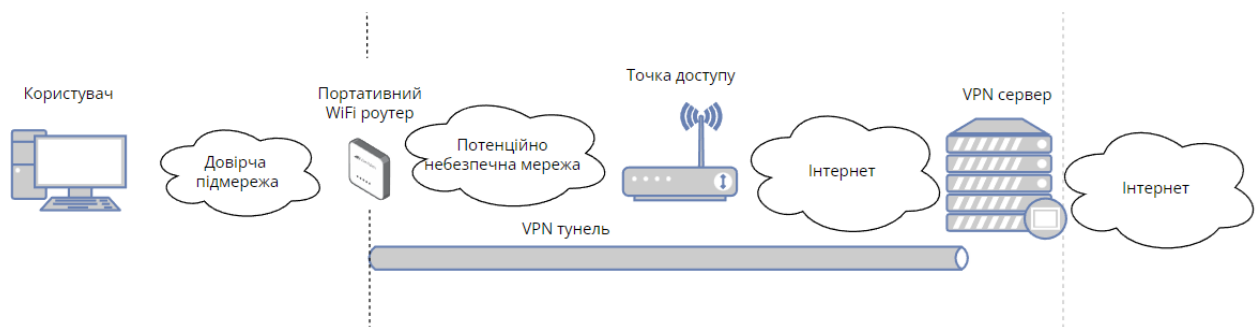 Користувач
Довірча
підмережа
Портативний
WiFi роутер
Потенційно
небезпечна мережа
Точка доступу
Інтернет
VPN сервер
Інтернет
VPN тунель